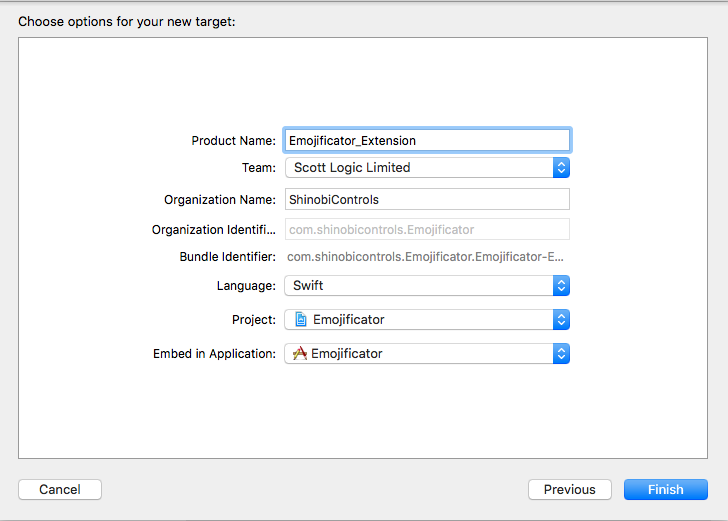 Choose options for your new target:
Product Name: Emojificator_Extension
Team: Scott Logic Limited
Organization Name: ShinobiControls
Organization Identifi... com.shinobicontrols.Emojificator
Bundle Identifier: com.shinobicontrols.Emojificator.Emojificator-E...
Language: Swift
Project: Emojificator
Embed in Application: Emojificator
Cancel Previous Finish